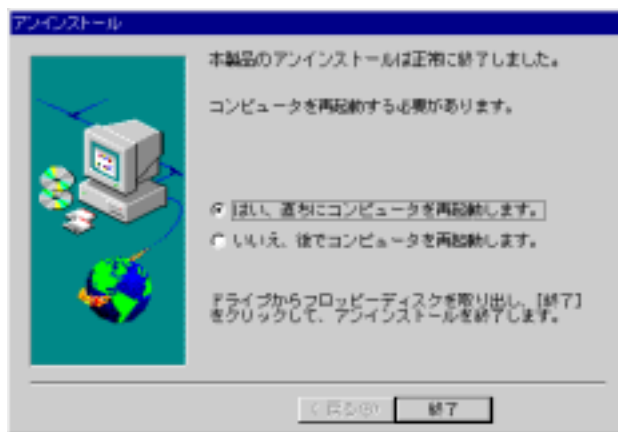 アンインストール
本製品のアンインストールは正常に終了しました。
コンピュータを再起動する必要があります。
はい、直ちにコンピュータを再起動します。
いいえ、後でコンピュータを再起動します。
ドライブからフロッピーディスクを取り出し、[終了]
をクリックして、アンインストールを終了します。
< 戻る(B)
終了